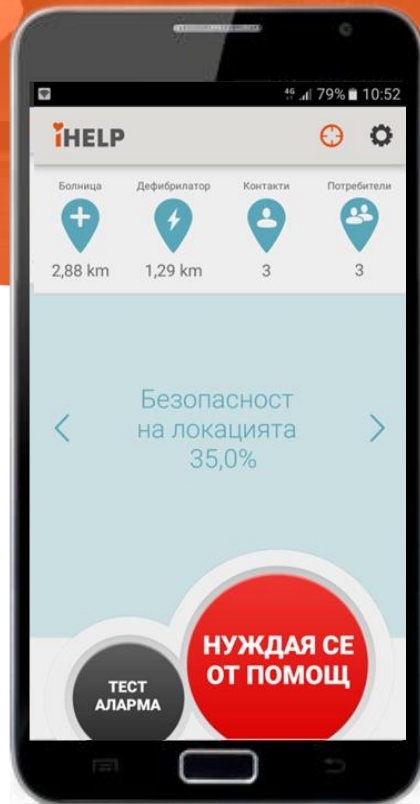 4G 79% 10:52
iHELP
Болница Дефибрилатор Контакти Потребители
2,88 km 1,29 km 3 3
Безопасност
на локацията
35,0%
НУЖДАЯ СЕ
ОТ ПОМОЩ
ТЕСТ
АЛАРМА